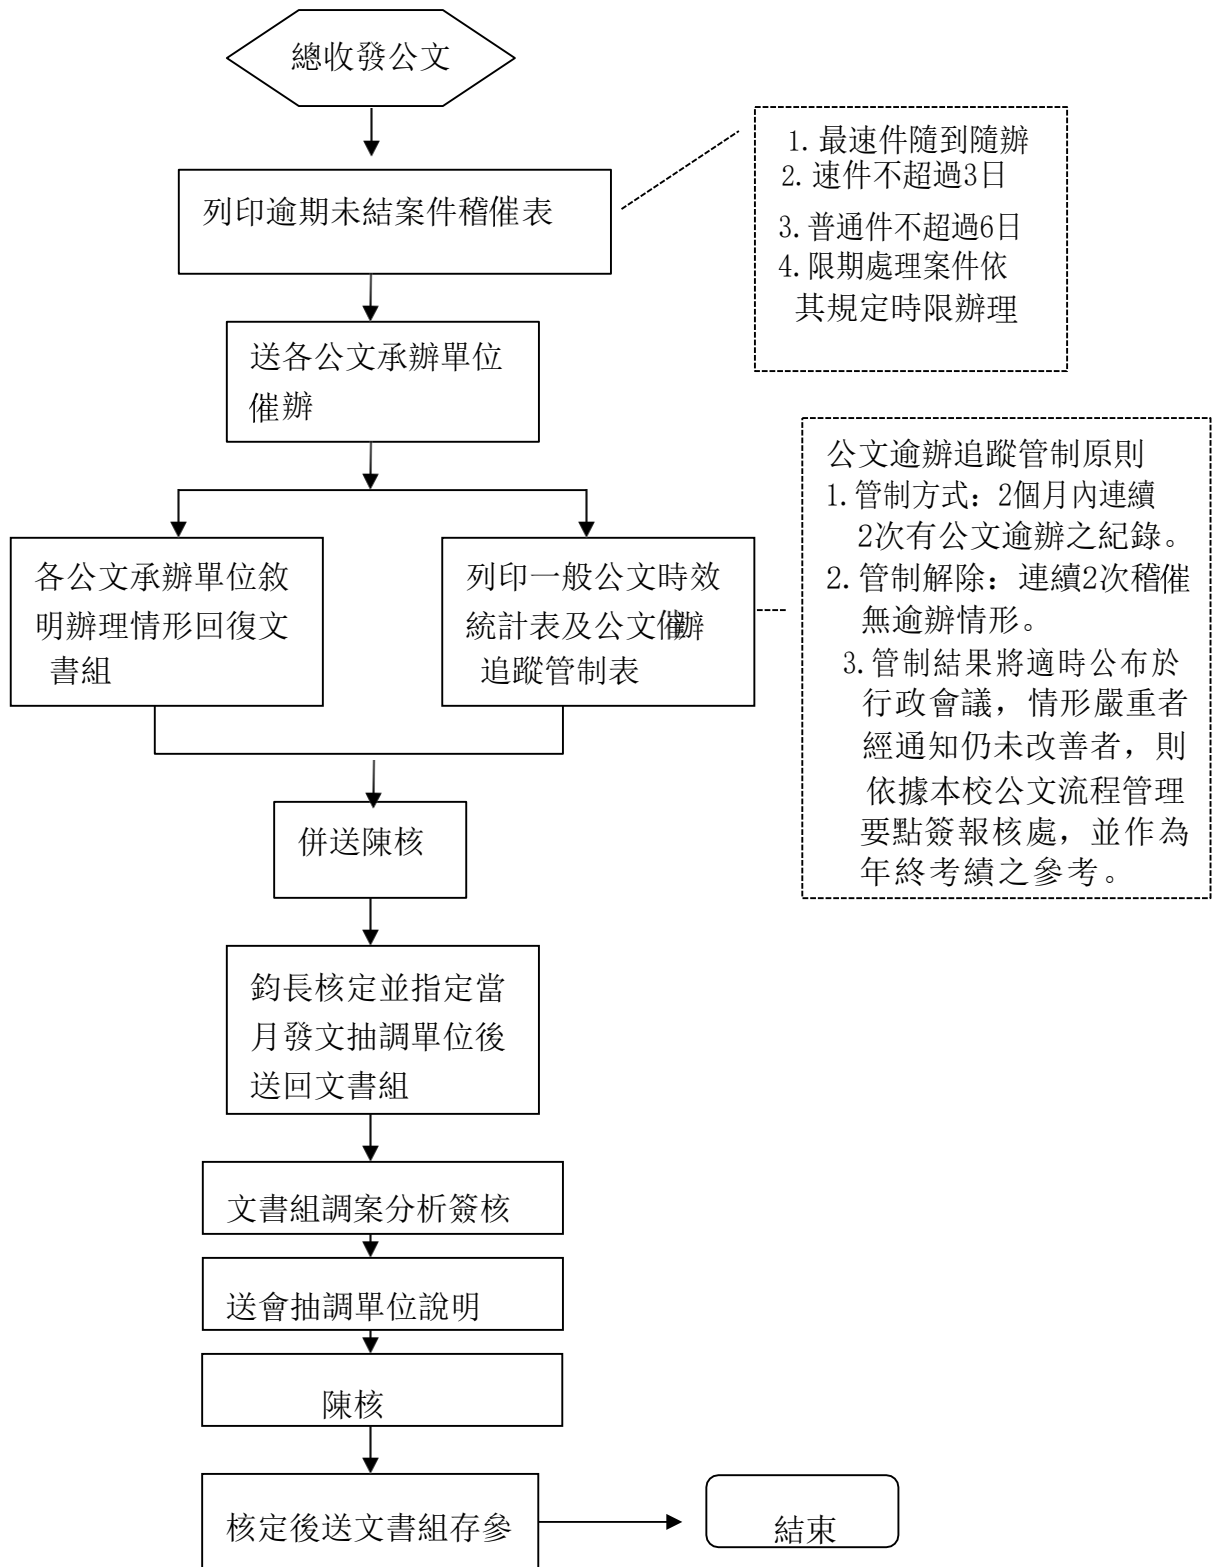 總收發公文
列印逾期未結案件稽催表
1. 最速件隨到隨辦
2. 速件不超過3日
3. 普通件不超過6日
4. 限期處理案件依
其規定時限辦理
送各公文承辦單位
催辦
各公文承辦單位敘
明辦理情形回復文
書組
列印一般公文時效
統計表及公文催辦
追蹤管制表
公文逾辦追蹤管制原則
1. 管制方式：2個月內連續
2次有公文逾辦之紀錄。
2. 管制解除：連續2次稽催
無逾辦情形。
3. 管制結果將適時公布於
行政會議，情形嚴重者
經通知仍未改善者，則
依據本校公文流程管理
要點簽報核處，並作為
年終考績之參考。
併送陳核
鈞長核定並指定當
月發文抽調單位後
送回文書組
文書組調案分析簽核
送會抽調單位說明
陳核
核定後送文書組存參
結束